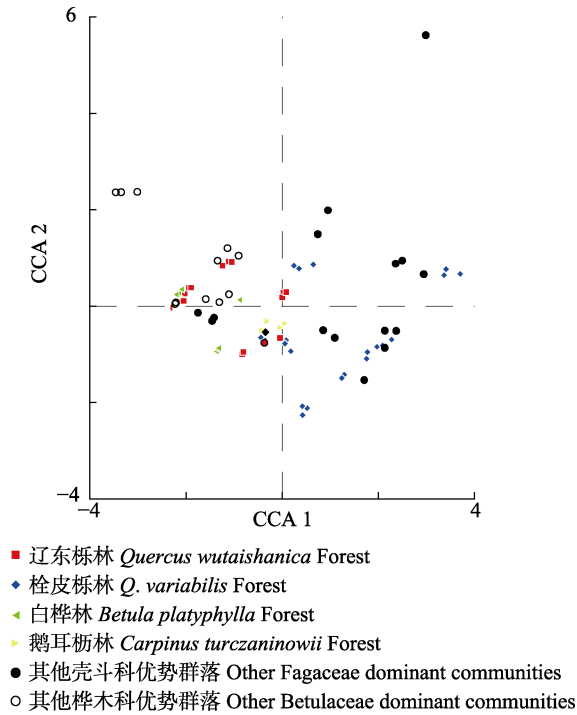 6
CCA 2
−4
−4
CCA 1
4
辽东栎林 Quercus wutaishanica Forest
栓皮栎林 Q. variabilis Forest
白桦林 Betula platyphylla Forest
鹅耳枥林 Carpinus turczaninowii Forest
其他壳斗科优势群落 Other Fagaceae dominant communities
其他桦木科优势群落 Other Betulaceae dominant communities